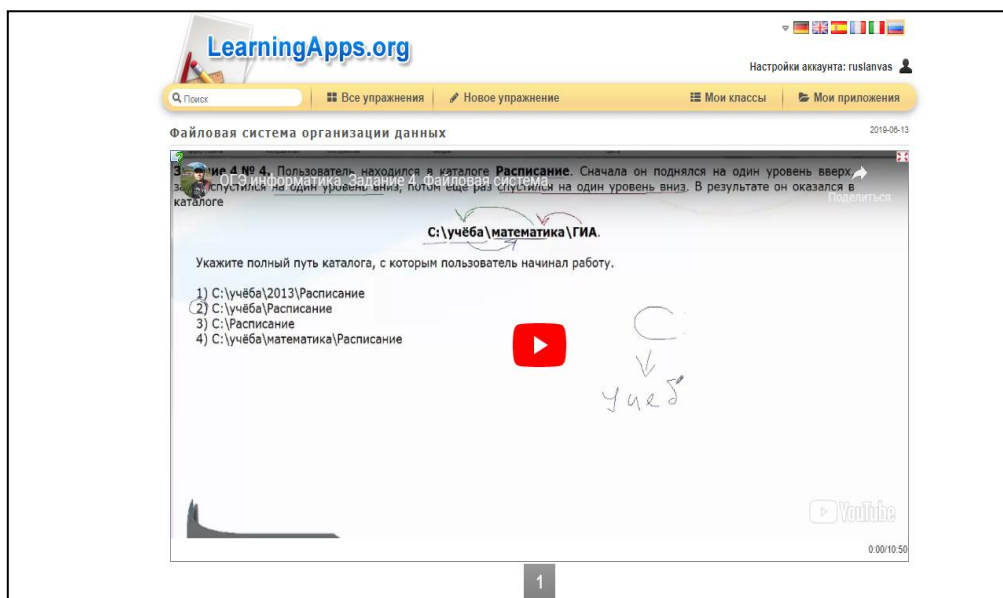 LearningApps.org
Настройки аккаунта: ruslanvas
Поиск
Все упражнения
Новое упражнение
Мои классы
Мои приложения
Файловая система организации данных
2019-06-13
ОГЭ информатика. Задание 4. Файловая система
Поделиться
4 № 4. Пользователь находился в каталоге Расписание. Сначала он поднялся на один уровень вверх,
спустился на один уровень вниз, потом ещё раз спустился на один уровень вниз. В результате он оказался в
каталоге
C:\учёба\математика\ГИА.
Укажите полный путь каталога, с которым пользователь начинал работу.
1) C:\учёба\2013\Расписание
2) C:\учёба\Расписание
3) C:\Расписание
4) C:\учёба\математика\Расписание
C:
учеб
YouTube
0:00/10:50
1